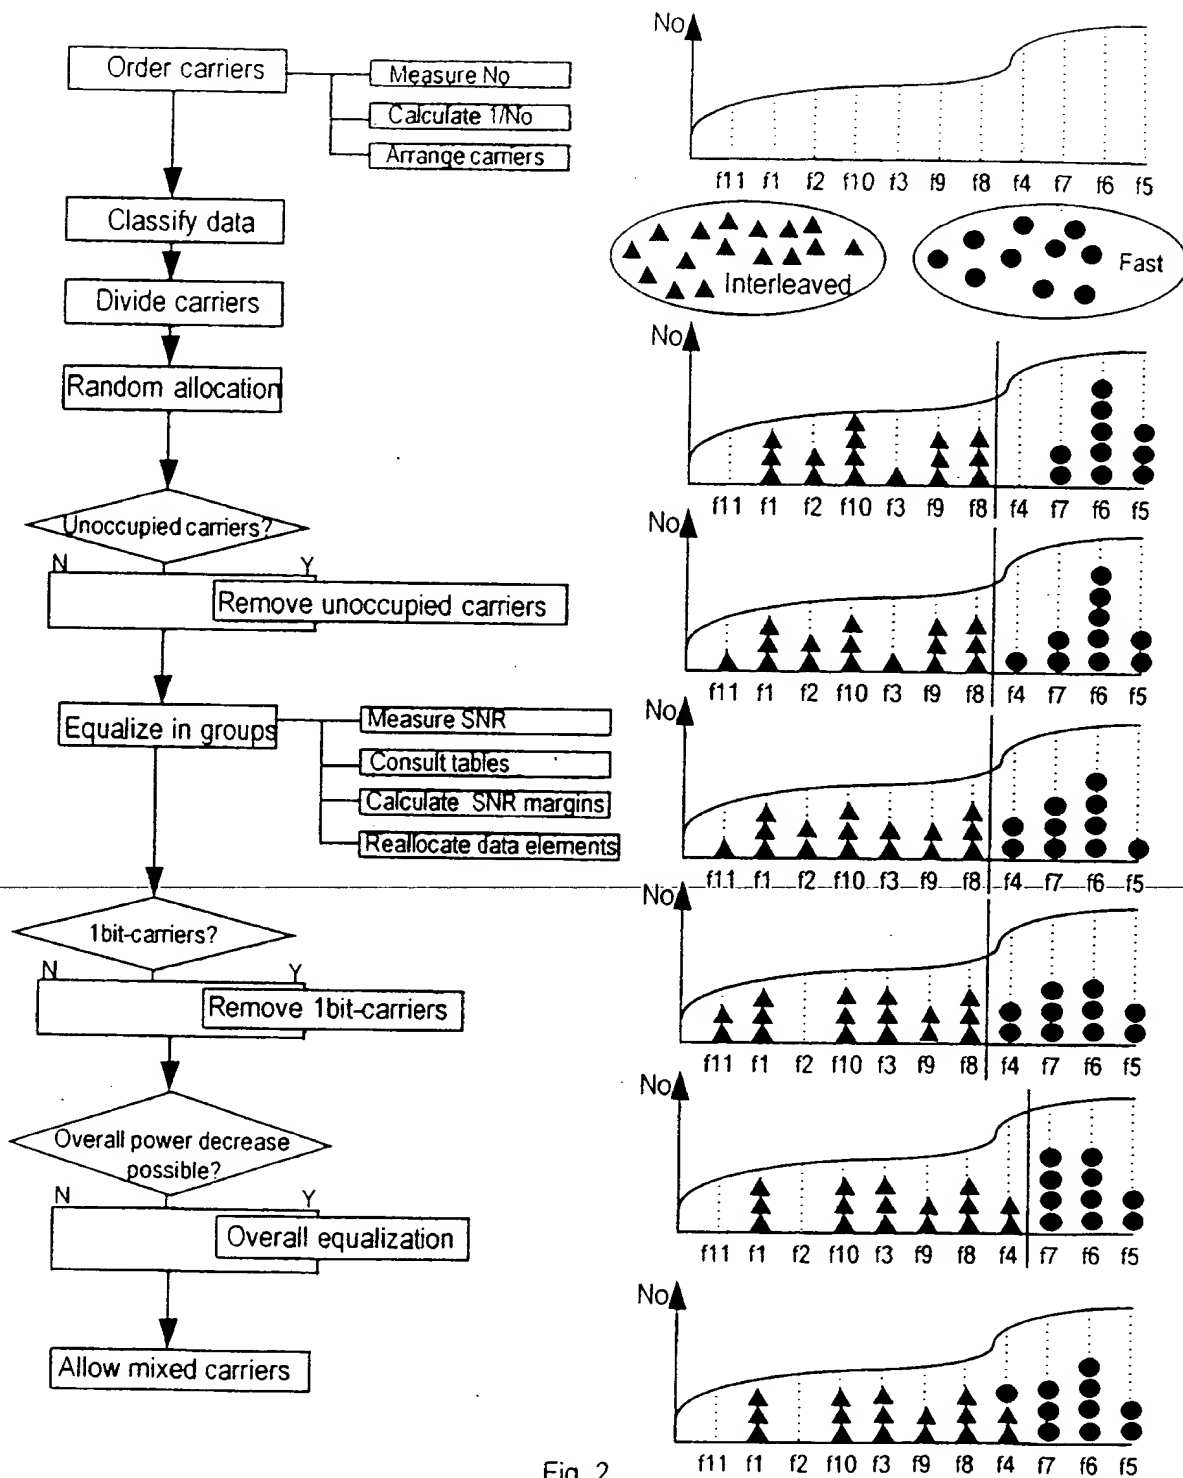 Order carriers
Measure No
Calculate 1/No
Arrange carriers
Classify data
Divide carriers
Random allocation
Unoccupied carriers?
N
Y
Remove unoccupied carriers
Equalize in groups
Measure SNR
Consult tables
Calculate SNR margins
Reallocate data elements
1bit-carriers?
N
Y
Remove 1bit-carriers
Overall power decrease
possible?
N
Y
Overall equalization
Allow mixed carriers
No
f11 f1 f2 f10 f3 f9 f8 f4 f7 f6 f5
Interleaved
Fast
No
f11 f1 f2 f10 f3 f9 f8 f4 f7 f6 f5
No
f11 f1 f2 f10 f3 f9 f8 f4 f7 f6 f5
No
f11 f1 f2 f10 f3 f9 f8 f4 f7 f6 f5
No
f11 f1 f2 f10 f3 f9 f8 f4 f7 f6 f5
No
f11 f1 f2 f10 f3 f9 f8 f4 f7 f6 f5
No
f11 f1 f2 f10 f3 f9 f8 f4 f7 f6 f5
Fig. 2